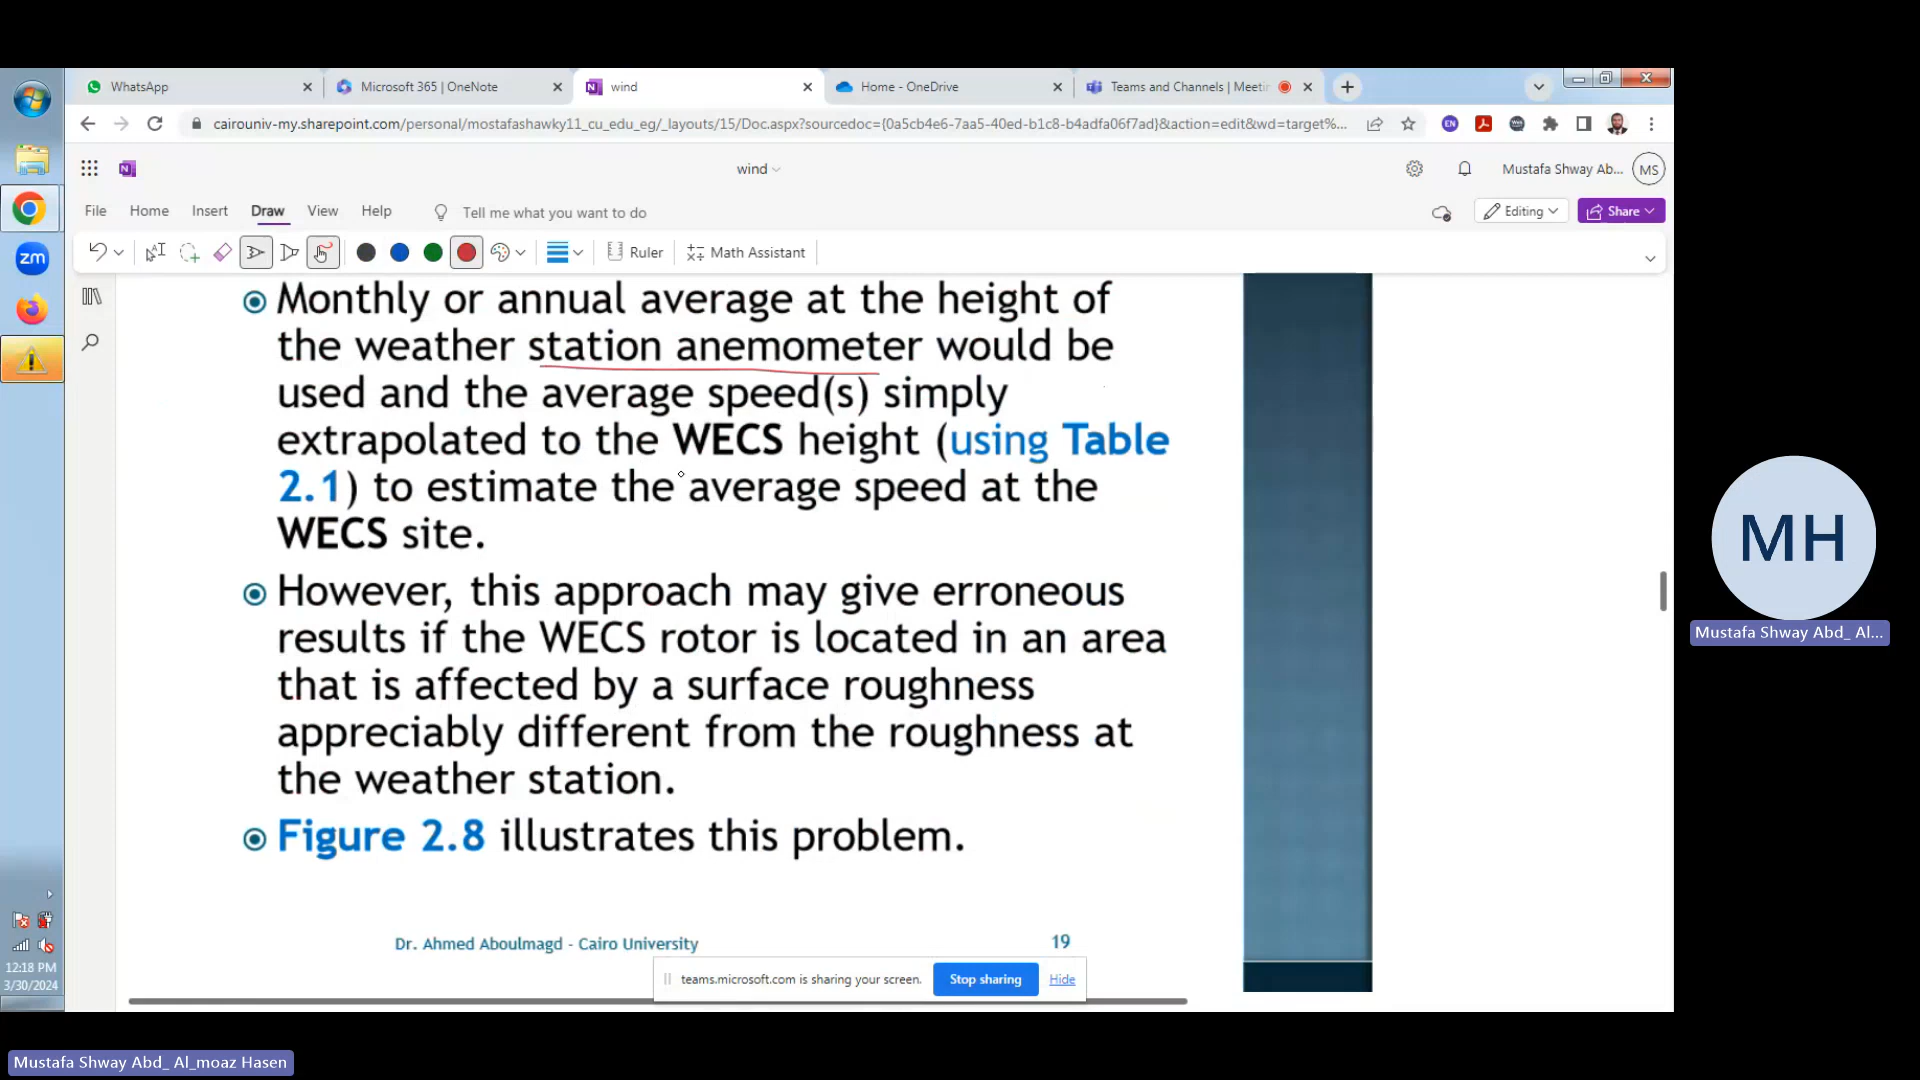 WhatsApp
Microsoft 365 | OneNote
wind
Home - OneDrive
Teams and Channels | Meetin
cairouniv-my.sharepoint.com/personal/mostafashawky11_cu_edu_eg/_layouts/15/Doc.aspx?sourcedoc={0a5cb4e6-7aa5-40ed-b1c8-b4adfa06f7ad}&action=edit&wd=target%...
wind
Mustafa Shway Ab...
MS
File
Home
Insert
Draw
View
Help
Tell me what you want to do
Editing
Share
Ruler
Math Assistant
Monthly or annual average at the height of
the weather station anemometer would be
used and the average speed(s) simply
extrapolated to the WECS height (using Table
2.1) to estimate the average speed at the
WECS site.
However, this approach may give erroneous
results if the WECS rotor is located in an area
that is affected by a surface roughness
appreciably different from the roughness at
the weather station.
Figure 2.8 illustrates this problem.
Dr. Ahmed Aboulmagd - Cairo University
19
teams.microsoft.com is sharing your screen.
Stop sharing
Hide
zm
12:18 PM
3/30/2024
MH
Mustafa Shway Abd_ Al...
Mustafa Shway Abd_ Al_moaz Hasen